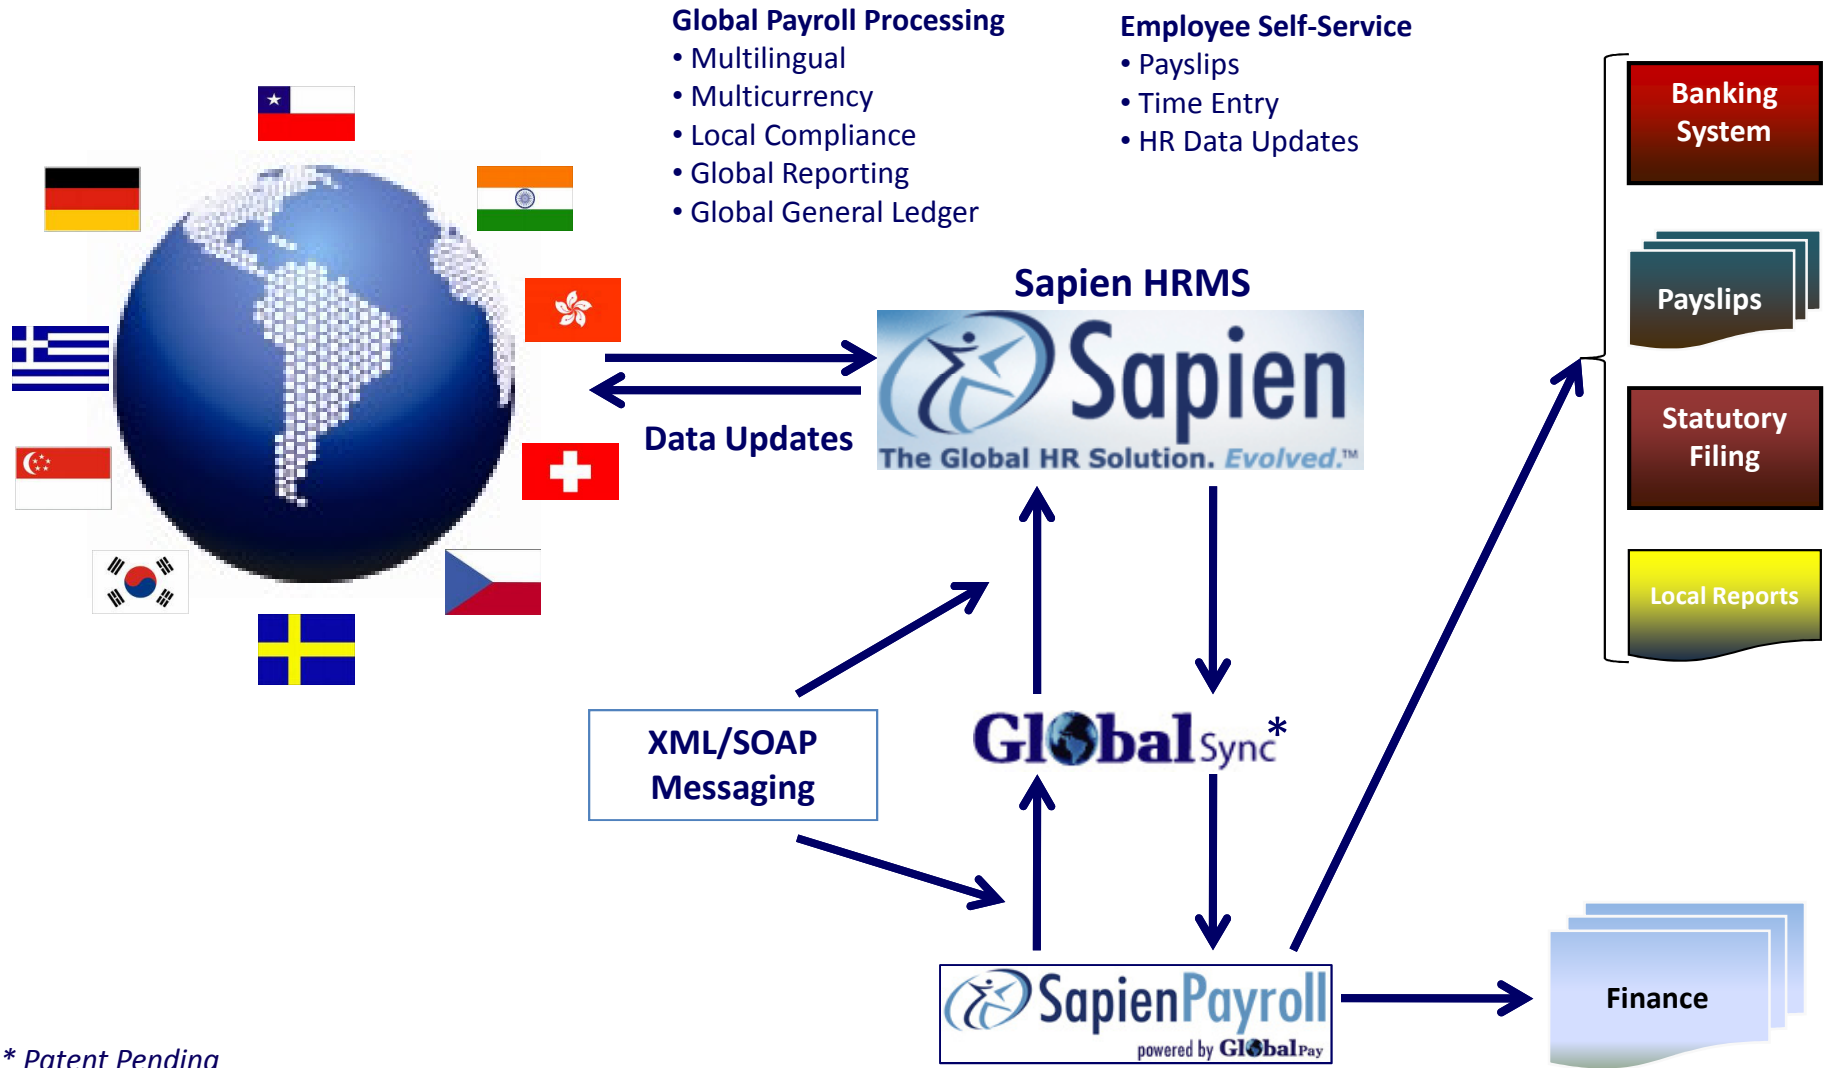 Global Payroll Processing
• Multilingual
• Multicurrency
• Local Compliance
• Global Reporting
• Global General Ledger
Employee Self-Service
• Payslips
• Time Entry
• HR Data Updates
Sapien HRMS
Sapien
The Global HR Solution. Evolved.™
Data Updates
Banking
System
Payslips
Statutory
Filing
Local Reports
XML/SOAP
Messaging
Global Sync*
SapienPayroll
powered by GlobalPay
Finance
* Patent Pending